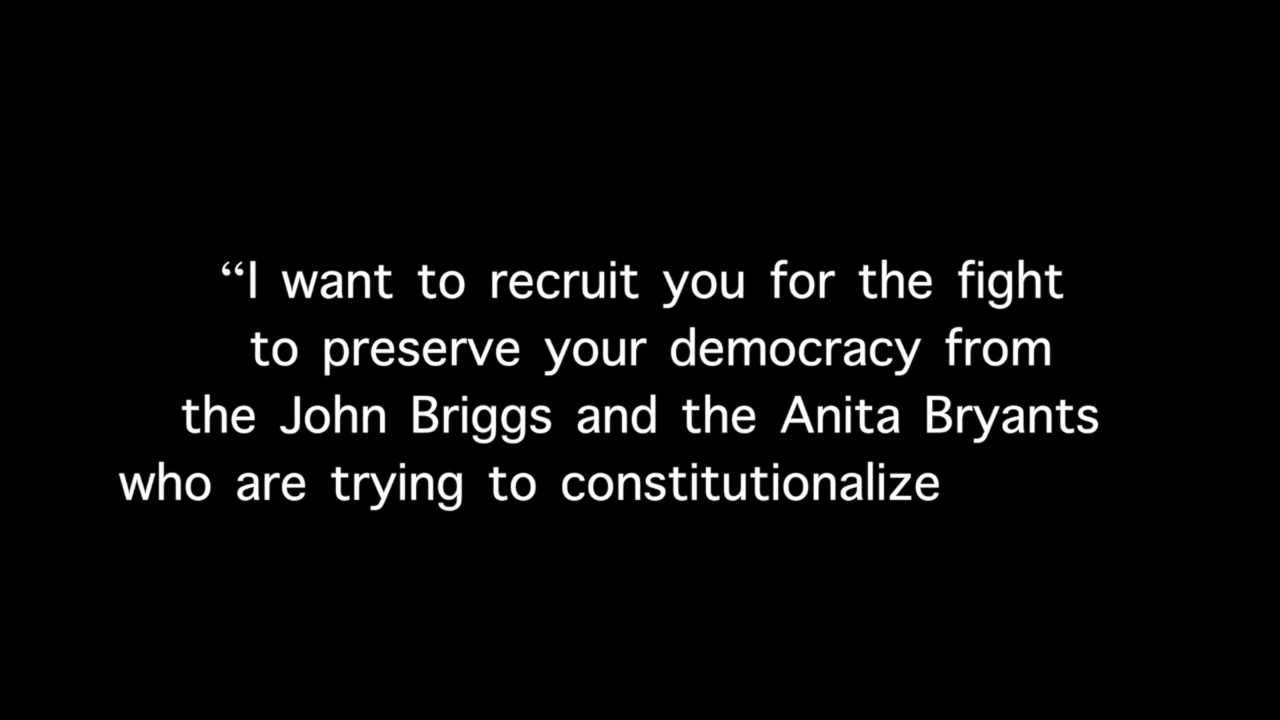 “I want to recruit you for the fight
to preserve your democracy from
the John Briggs and the Anita Bryants
who are trying to constitutionalize